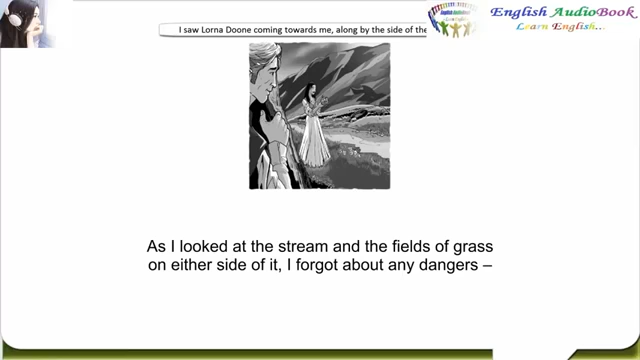 I saw Lorna Doone coming towards me, along by the side of the
English AudioBook
Learn English...
As I looked at the stream and the fields of grass
on either side of it, I forgot about any dangers –